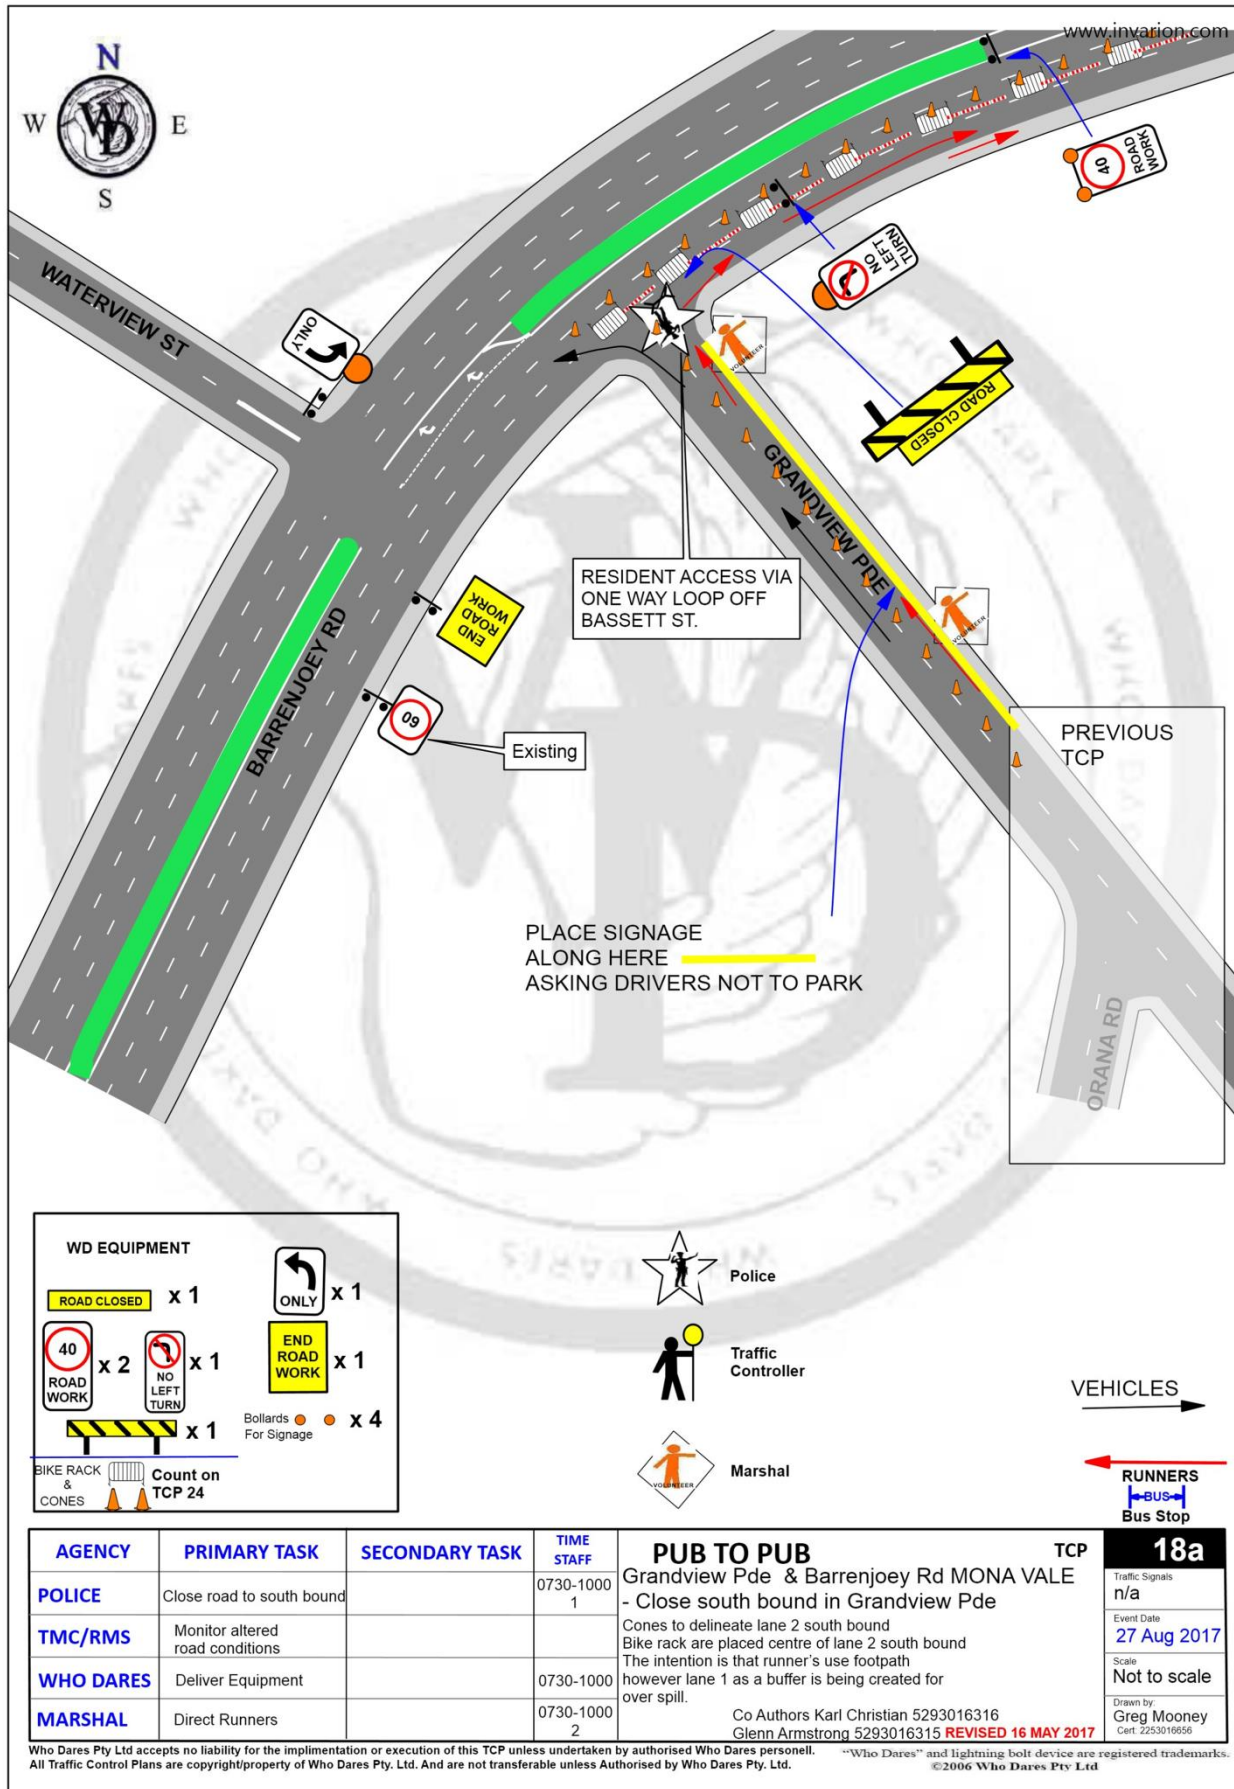 www.invarion.com
N
W
E
S
WD
WATERVIEW ST
ONLY
40
ROAD
WORK
NO
LEFT
TURN
ROAD CLOSED
VOLUNTEER
GRANDVIEW PDE
RESIDENT ACCESS VIA
ONE WAY LOOP OFF
BASSETT ST.
VOLUNTEER
END
ROAD
WORK
BARRENJOEY RD
60
Existing
PREVIOUS
TCP
PLACE SIGNAGE
ALONG HERE
ASKING DRIVERS NOT TO PARK
ORANA RD
WHO DARES
WD EQUIPMENT
ROAD CLOSED x 1
ONLY x 1
40
ROAD
WORK
x 2
NO
LEFT
TURN
x 1
END
ROAD
WORK
x 1
x 1
Bollards
For Signage
x 4
BIKE RACK
&
CONES
Count on
TCP 24
Police
Traffic
Controller
VOLUNTEER
Marshal
VEHICLES
RUNNERS
BUS
Bus Stop
AGENCY PRIMARY TASK SECONDARY TASK TIME
STAFF
POLICE Close road to south bound 0730-1000
1
TMC/RMS Monitor altered
road conditions
WHO DARES Deliver Equipment 0730-1000
MARSHAL Direct Runners 0730-1000
2
PUB TO PUB TCP
Grandview Pde & Barrenjoey Rd MONA VALE
- Close south bound in Grandview Pde
Cones to delineate lane 2 south bound
Bike rack are placed centre of lane 2 south bound
The intention is that runner's use footpath
however lane 1 as a buffer is being created for
over spill.
Co Authors Karl Christian 5293016316
Glenn Armstrong 5293016315 REVISED 16 MAY 2017
18a
Traffic Signals
n/a
Event Date
27 Aug 2017
Scale
Not to scale
Drawn by:
Greg Mooney
Cert: 2253016656
Who Dares Pty Ltd accepts no liability for the implimentation or execution of this TCP unless undertaken by authorised Who Dares personell.
All Traffic Control Plans are copyright/property of Who Dares Pty. Ltd. And are not transferable unless Authorised by Who Dares Pty. Ltd.
"Who Dares" and lightning bolt device are registered trademarks.
©2006 Who Dares Pty Ltd